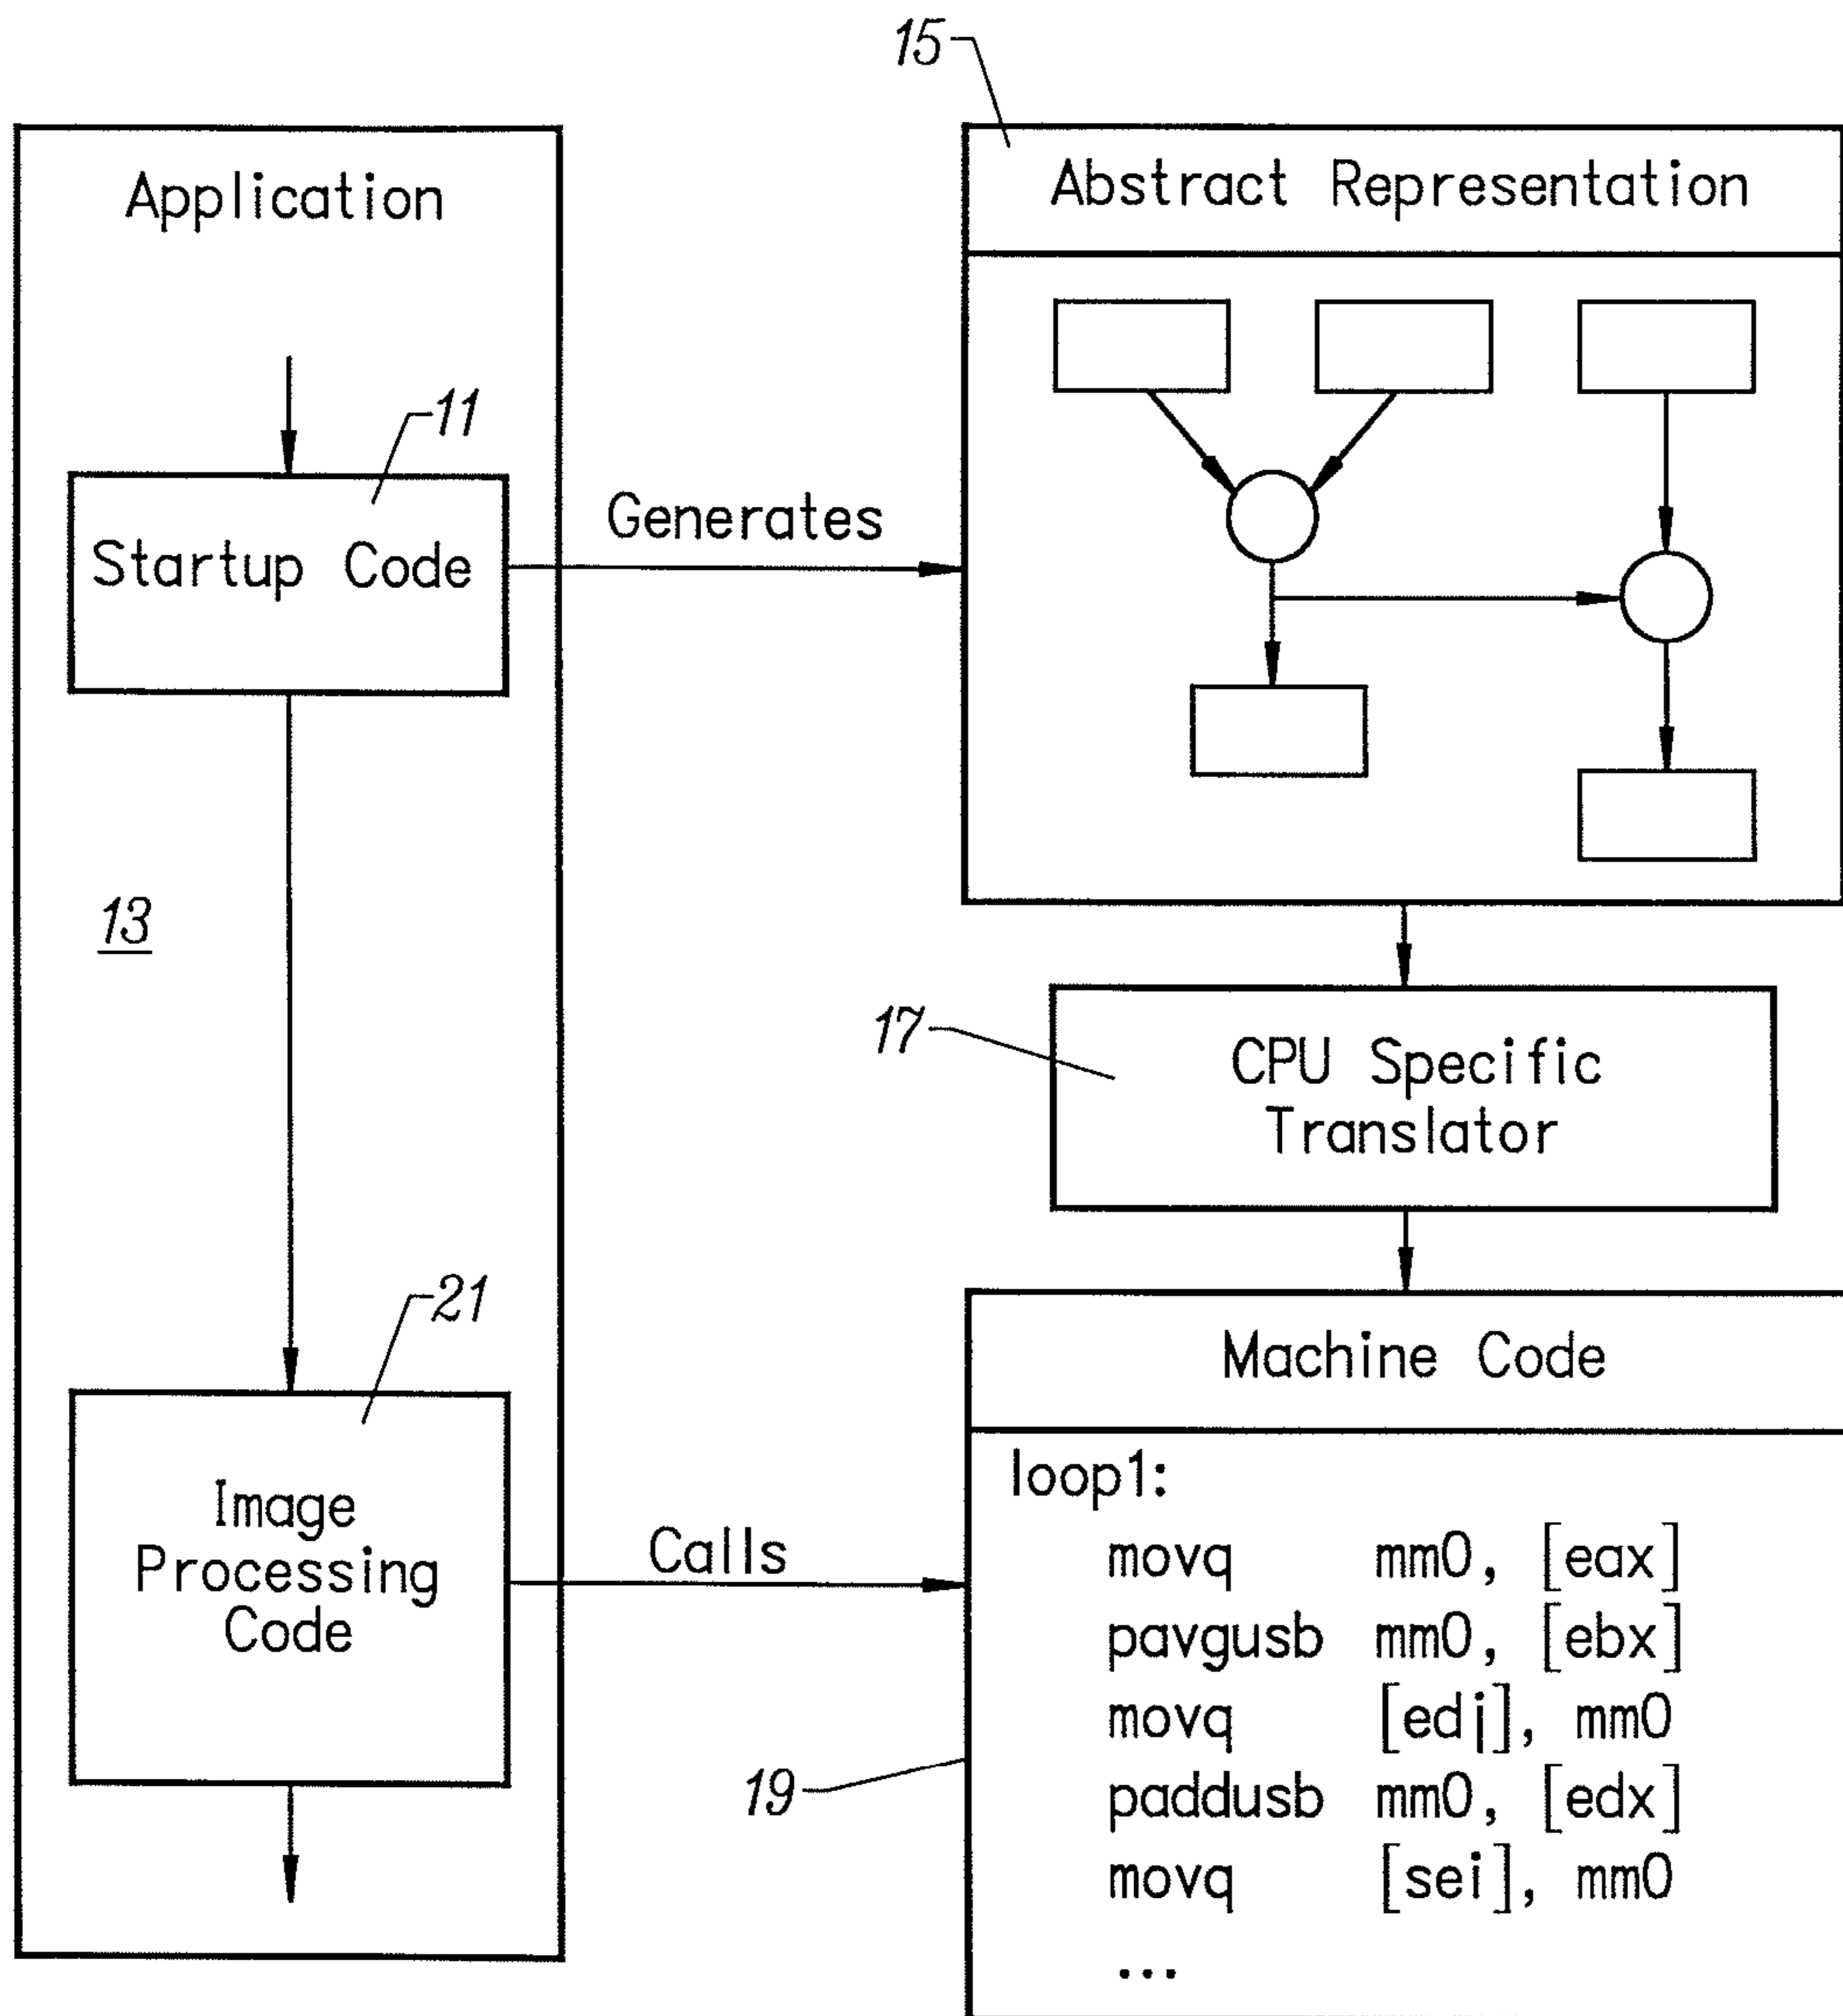 15
Application
Abstract Representation
11
Startup Code
Generates
13
17
CPU Specific
Translator
21
Machine Code
Image
Processing
Code
Calls
loop1:
movq mm0, [eax]
pavgusb mm0, [ebx]
movq [edj], mm0
paddusb mm0, [edx]
movq [sei], mm0
...
19